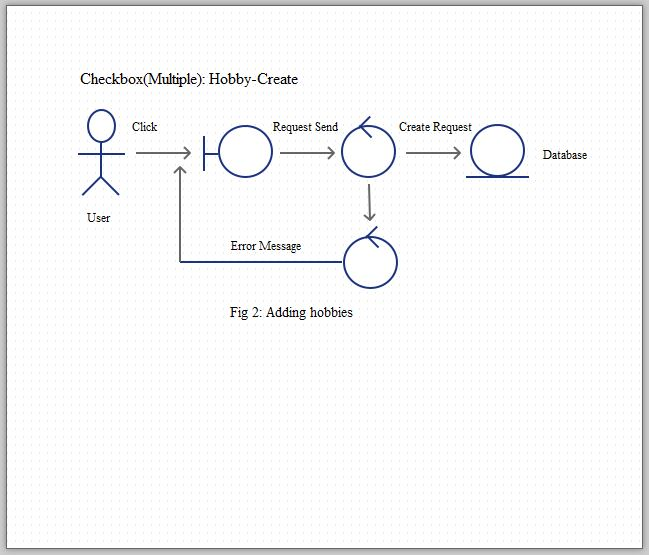 Checkbox(Multiple): Hobby-Create
Click
Request Send
Create Request
Database
User
Error Message
Fig 2: Adding hobbies